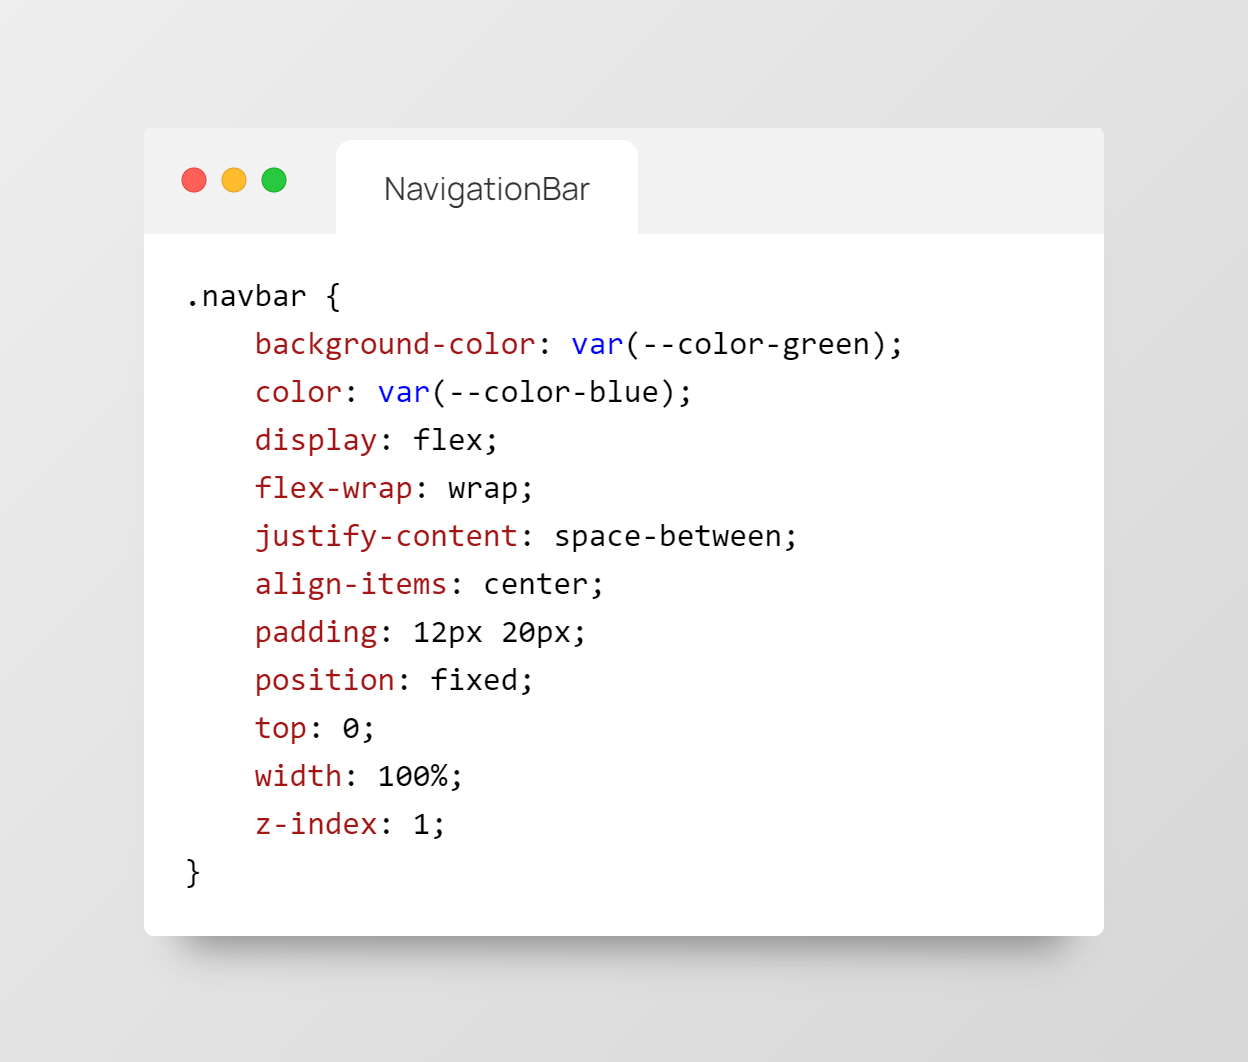 NavigationBar
.navbar {
    background-color: var(--color-green);
    color: var(--color-blue);
    display: flex;
    flex-wrap: wrap;
    justify-content: space-between;
    align-items: center;
    padding: 12px 20px;
    position: fixed;
    top: 0;
    width: 100%;
    z-index: 1;
}